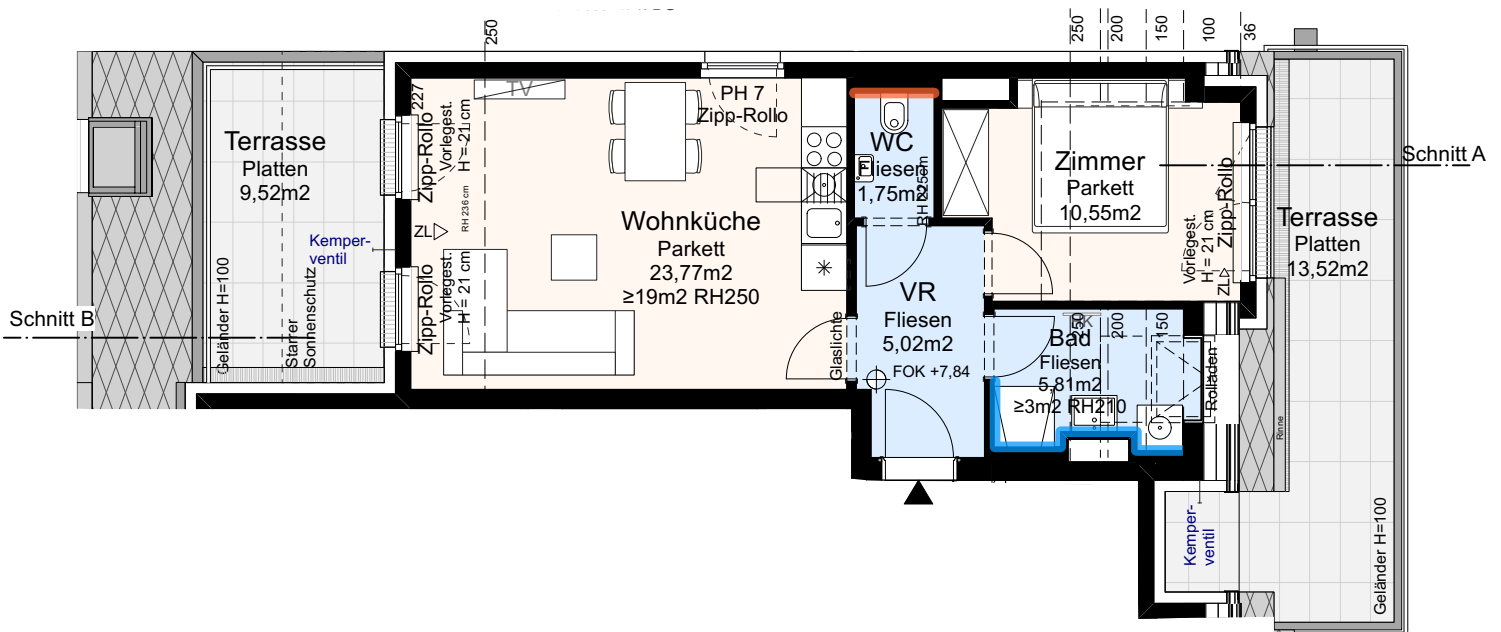 250
250
200
150
100
36
TV
227
Zipp-Rollo
Vorlegest.
H = 21 cm
RH 236 cm
PH 7
Zipp-Rollo
Terrasse
Platten
9,52m2
WC
Fliesen
1,75m2
RH 225cm
Zimmer
Parkett
10,55m2
Schnitt A
Zipp-Rollo
Vorlegest.
H = 21 cm
ZL
Terrasse
Platten
13,52m2
Wohnküche
Parkett
23,77m2
≥19m2 RH250
ZL
Kemper-
ventil
Geländer H=100
Starrer
Sonnenschutz
Zipp-Rollo
Vorlegest.
H = 21 cm
Schnitt B
VR
Fliesen
5,02m2
FOK +7,84
Glaslichte
250
200
150
Bad
Fliesen
5,81m2
≥3m2 RH210
Rolladen
Rinne
Kemper-
ventil
Geländer H=100